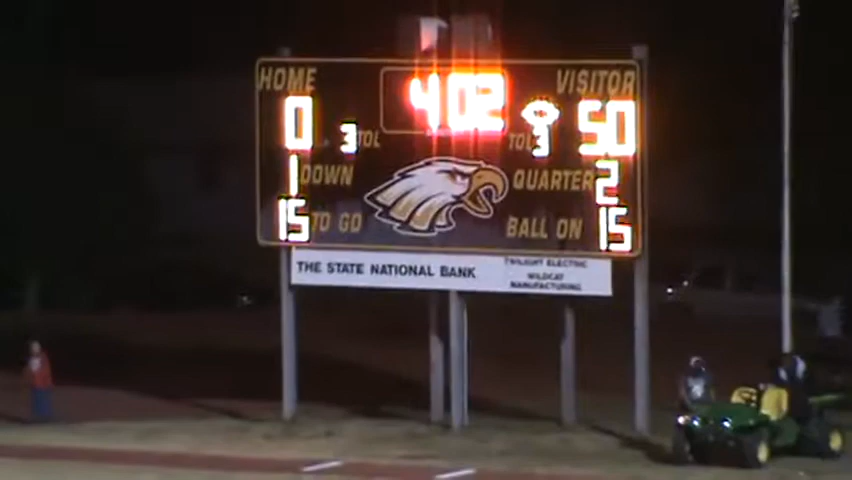 HOME 4 02 VISITOR
0 3 TOL TOL 3 50
1 DOWN QUARTER 2
15 TO GO BALL ON 15
THE STATE NATIONAL BANK
TWILIGHT ELECTRIC
WILDCAT
MANUFACTURING